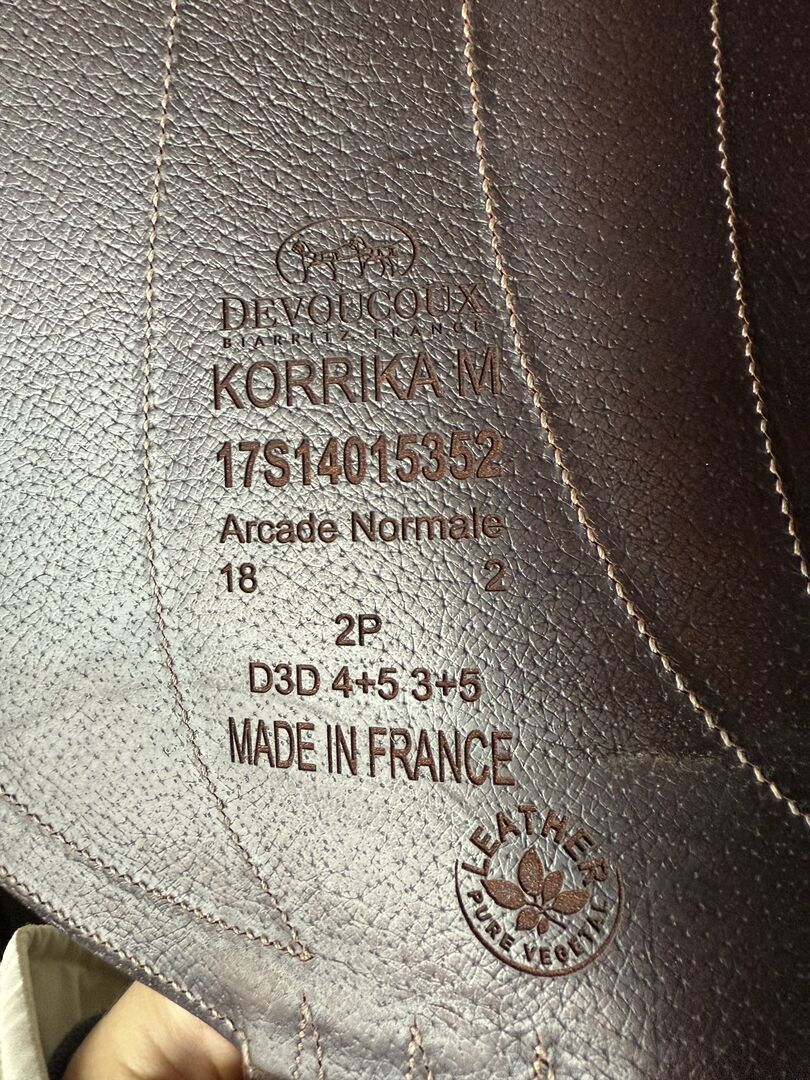 DEVOUCOUX
BIARRITZ FRANCE
KORRIKA M
17S14015352
Arcade Normale
18 2
2P
D3D 4+5 3+5
MADE IN FRANCE
LEATHER
PURE VEGETAL